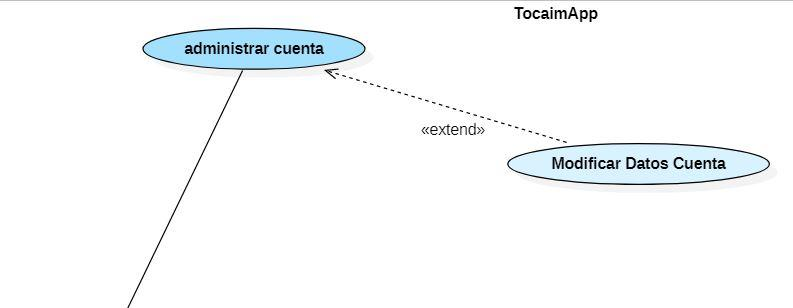 TocaimApp
administrar cuenta
«extend»
Modificar Datos Cuenta